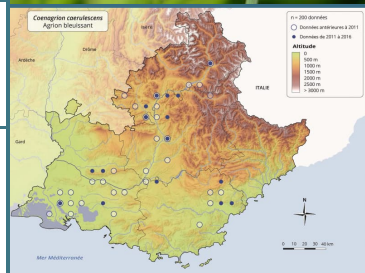 Coenagrion caerulescens
Agrion bleuissant
Isère
Drôme
Ardèche
Gard
ITALIE
Mer Méditerranée
n = 200 données
Données antérieures à 2011
Données de 2011 à 2016
Altitude
0
500 m
1000 m
1500 m
2000 m
2500 m
> 3000 m
N
0 10 20 30 40 km